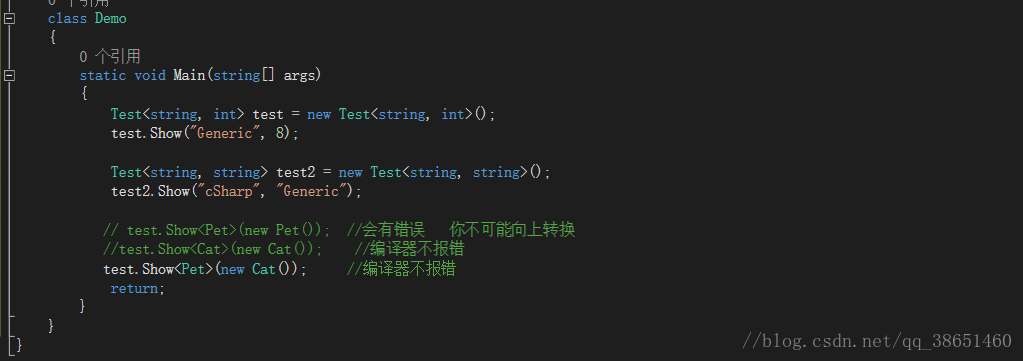 0 个引用
class Demo
{
0 个引用
static void Main(string[] args)
{
Test<string, int> test = new Test<string, int>();
test.Show("Generic", 8);
Test<string, string> test2 = new Test<string, string>();
test2.Show("cSharp", "Generic");
// test.Show<Pet>(new Pet()); //会有错误 你不可能向上转换
//test.Show<Cat>(new Cat()); //编译器不报错
test.Show<Pet>(new Cat()); //编译器不报错
return;
}
}
}
//blog.csdn.net/qq_38651460